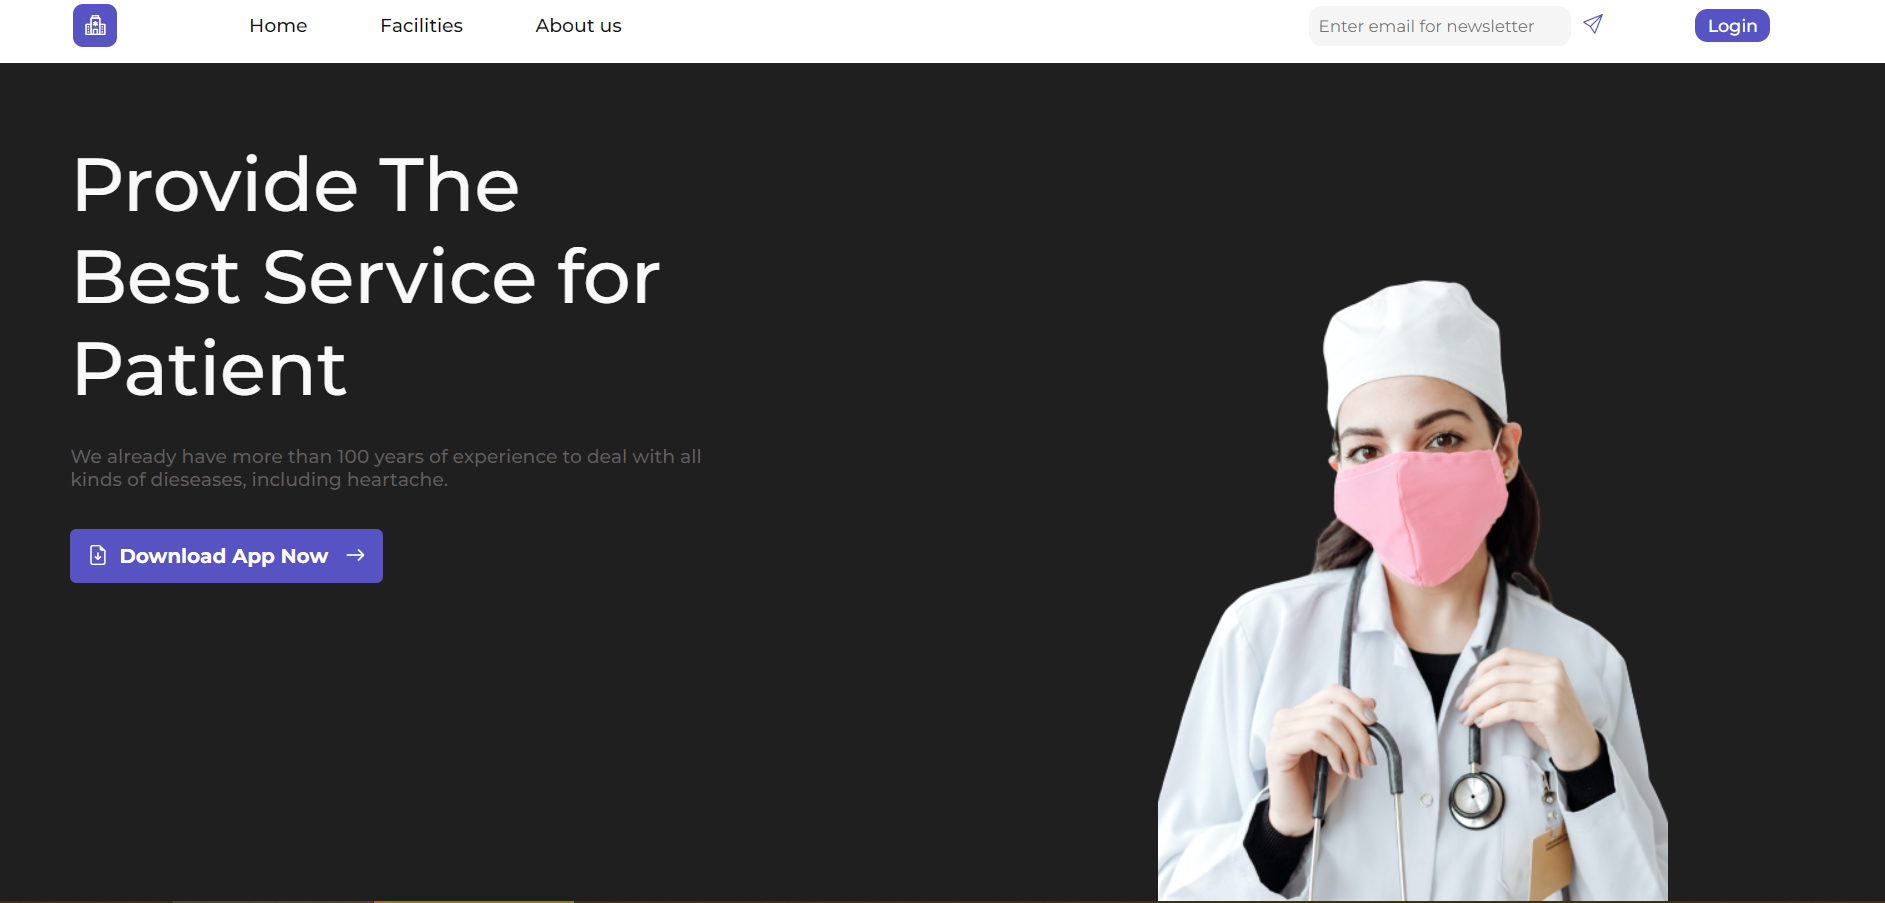 Home
Facilities
About us
Enter email for newsletter
Login
Provide The
Best Service for
Patient
We already have more than 100 years of experience to deal with all
kinds of dieseases, including heartache.
Download App Now